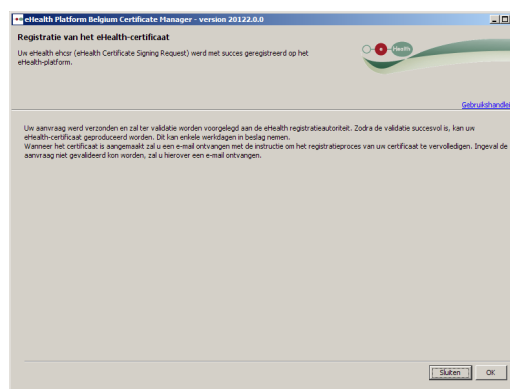 eHealth Platform Belgium Certificate Manager - version 20122.0.0
Registratie van het eHealth-certificaat
Uw eHealth ehcsr (eHealth Certificate Signing Request) werd met succes geregistreerd op het
eHealth-platform.
Health
Gebruikshandlei
Uw aanvraag werd verzonden en zal ter validatie worden voorgelegd aan de eHealth registratieautoriteit. Zodra de validatie succesvol is, kan uw
eHealth-certificaat geproduceerd worden. Dit kan enkele werkdagen in beslag nemen.
Wanneer het certificaat is aangemaakt zal u een e-mail ontvangen met de instructie om het registratieproces van uw certificaat te vervolledigen. Ingeval de
aanvraag niet gevalideerd kon worden, zal u hierover een e-mail ontvangen.
Sluiten OK